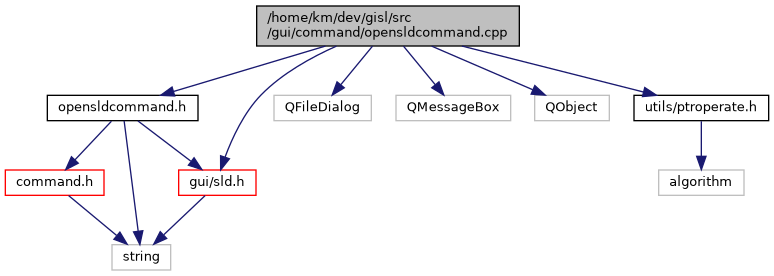 /home/km/dev/gisl/src
/gui/command/opensldcommand.cpp
opensldcommand.h
QFileDialog
QMessageBox
QObject
utils/ptroperate.h
command.h
gui/sld.h
algorithm
string